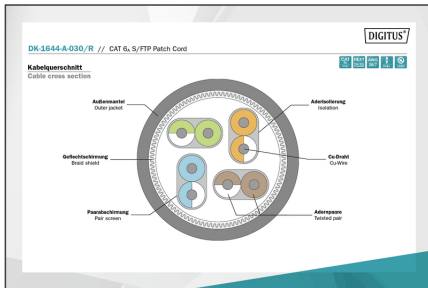 DIGITUS®
DK-1644-A-030/R // CAT 6A S/FTP Patch Cord
Kabelquerschnitt
Cable cross section
Außenmantel
Outer jacket
Aderisolierung
Isolation
Geflechtschirmung
Braid shield
Cu-Draht
Cu-Wire
Paarabschirmung
Pair screen
Adernpaare
Twisted pair